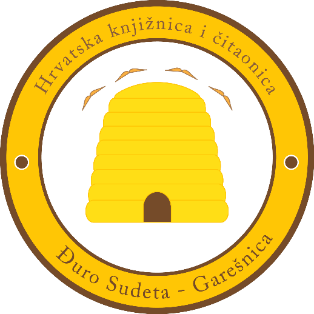 Hrvatska knjižnica i čitaonica
Đuro Sudeta - Garešnica